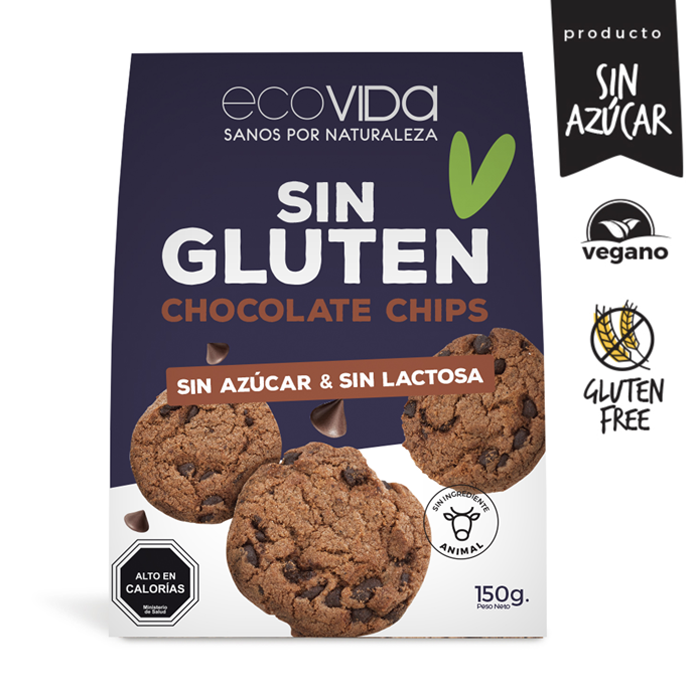 ecoVIDa
SANOS POR NATURALEZA
SIN
GLUTEN
CHOCOLATE CHIPS
SIN AZÚCAR & SIN LACTOSA
SIN INGREDIENTE
ANIMAL
ALTO EN
CALORÍAS
Ministerio
de Salud
150g.
Peso Neto
producto
SIN
AZÚCAR
vegano
GLUTEN
FREE